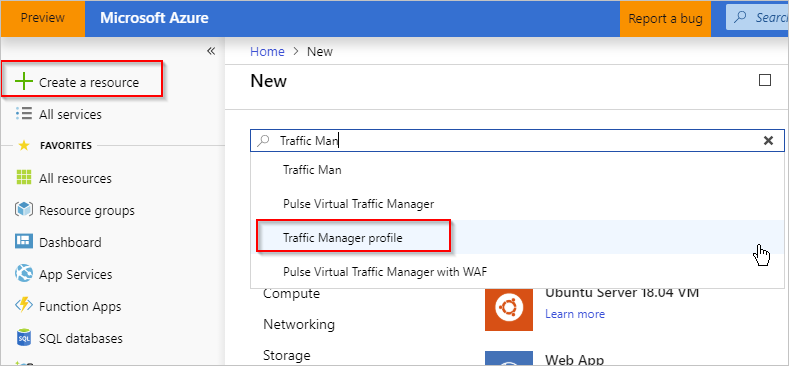 Preview
Microsoft Azure
Report a bug
Search
«
Home > New
Create a resource
New
All services
FAVORITES
Traffic Man
All resources
Traffic Man
Resource groups
Pulse Virtual Traffic Manager
Dashboard
Traffic Manager profile
App Services
Pulse Virtual Traffic Manager with WAF
Function Apps
Compute
Ubuntu Server 18.04 VM
Learn more
SQL databases
Networking
Storage
Web App